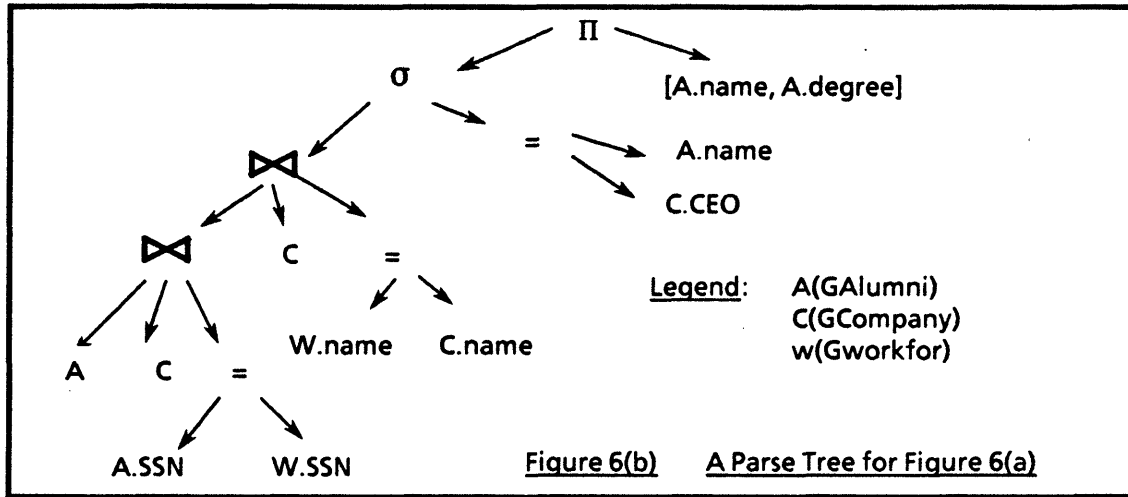 Π
σ
[A.name, A.degree]
=
A.name
⋈
C.CEO
⋈
C
=
Legend: A(GAlumni)
C(GCompany)
w(Gworkfor)
W.name
C.name
A
C
=
A.SSN
W.SSN
Figure 6(b) A Parse Tree for Figure 6(a)